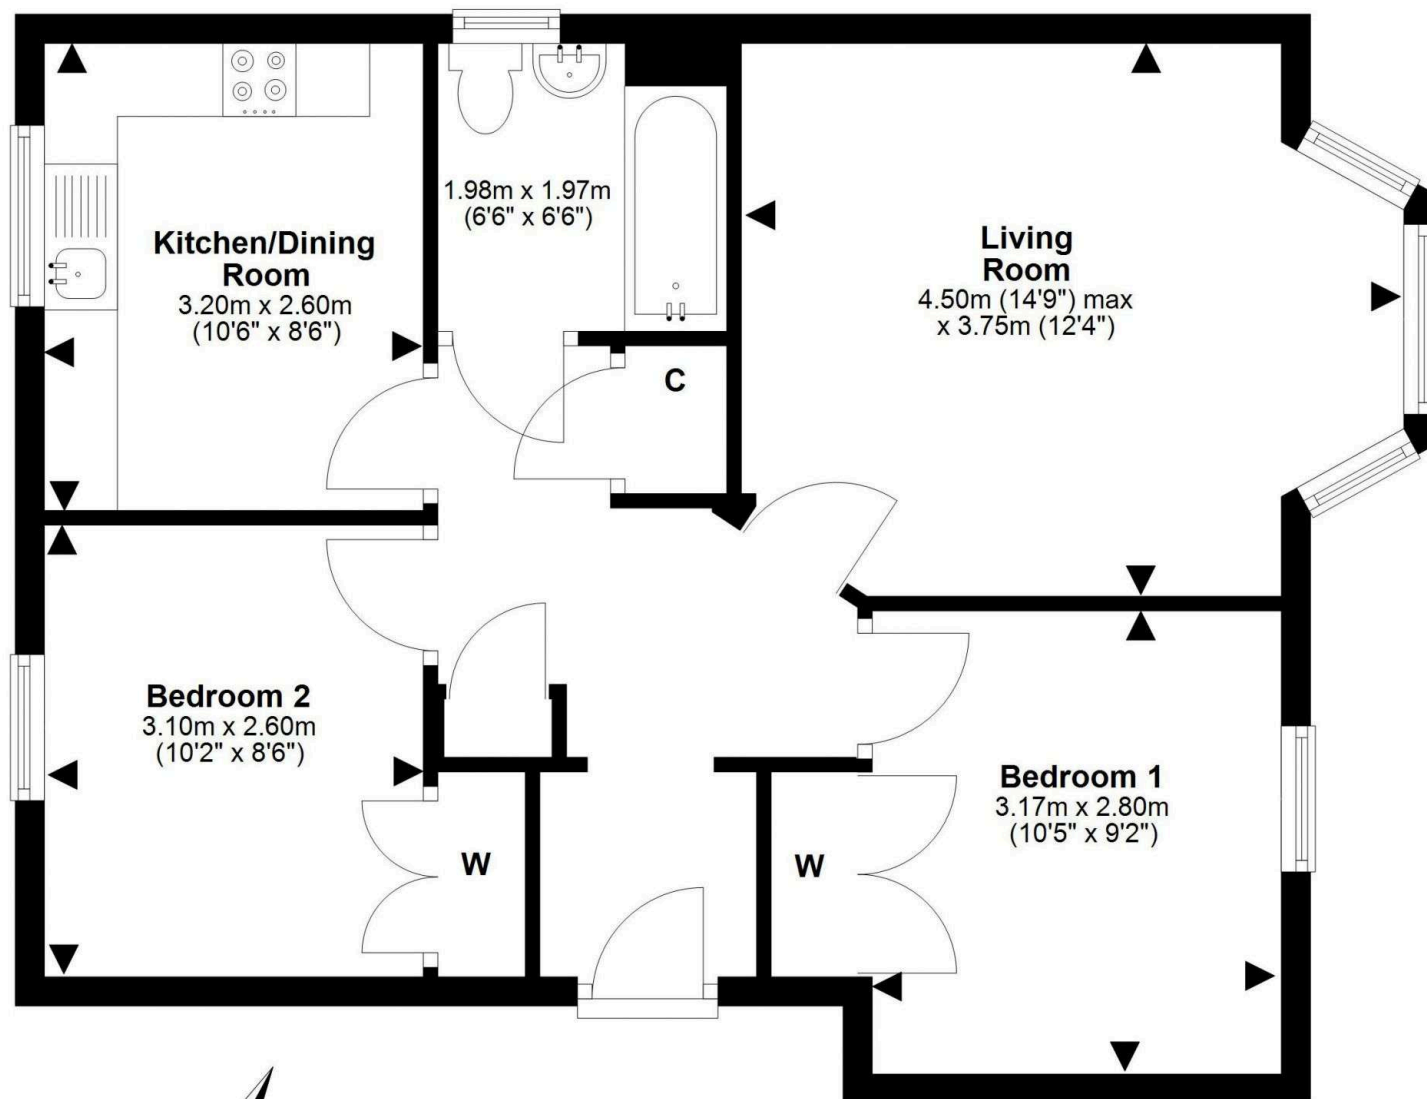 Kitchen/Dining
Room
3.20m x 2.60m
(10'6" x 8'6")
1.98m x 1.97m
(6'6" x 6'6")
Living
Room
4.50m (14'9") max
x 3.75m (12'4")
C
Bedroom 2
3.10m x 2.60m
(10'2" x 8'6")
W
W
Bedroom 1
3.17m x 2.80m
(10'5" x 9'2")